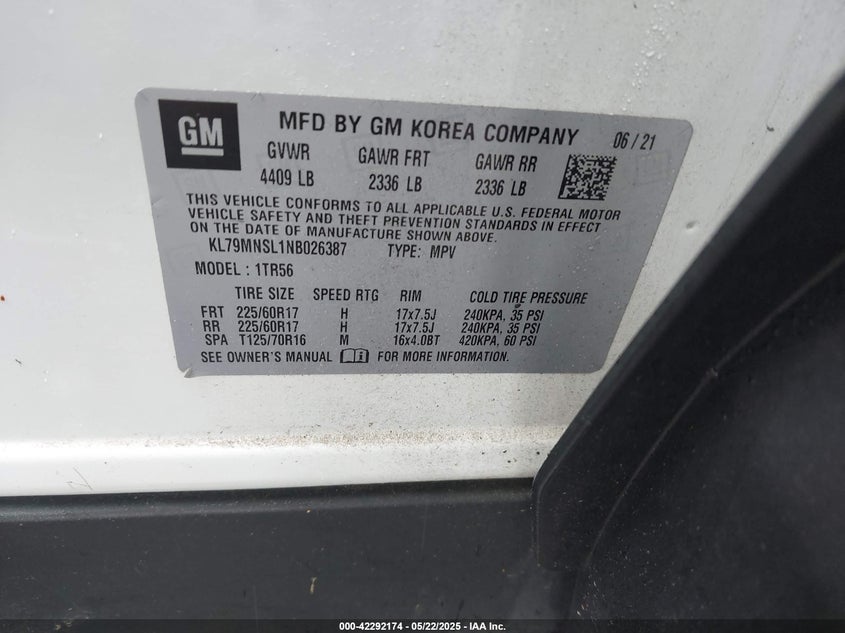 GM
MFD BY GM KOREA COMPANY 06/21
GVWR GAWR FRT GAWR RR
4409 LB 2336 LB 2336 LB
THIS VEHICLE CONFORMS TO ALL APPLICABLE U.S. FEDERAL MOTOR
VEHICLE SAFETY AND THEFT PREVENTION STANDARDS IN EFFECT
ON THE DATE OF MANUFACTURE SHOWN ABOVE.
KL79MNSL1NB026387 TYPE: MPV
MODEL : 1TR56
TIRE SIZE SPEED RTG RIM COLD TIRE PRESSURE
FRT 225/60R17 H 17x7.5J 240KPA, 35 PSI
RR 225/60R17 H 17x7.5J 240KPA, 35 PSI
SPA T125/70R16 M 16x4.0BT 420KPA, 60 PSI
SEE OWNER'S MANUAL FOR MORE INFORMATION.
000-42292174 - 05/22/2025 - IAA Inc.